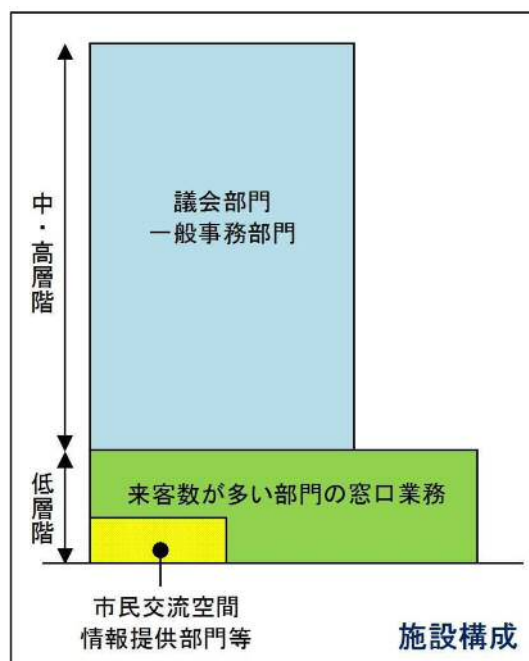 中・高層階
議会部門
一般事務部門
低層階
来客数が多い部門の窓口業務
市民交流空間
情報提供部門等
施設構成